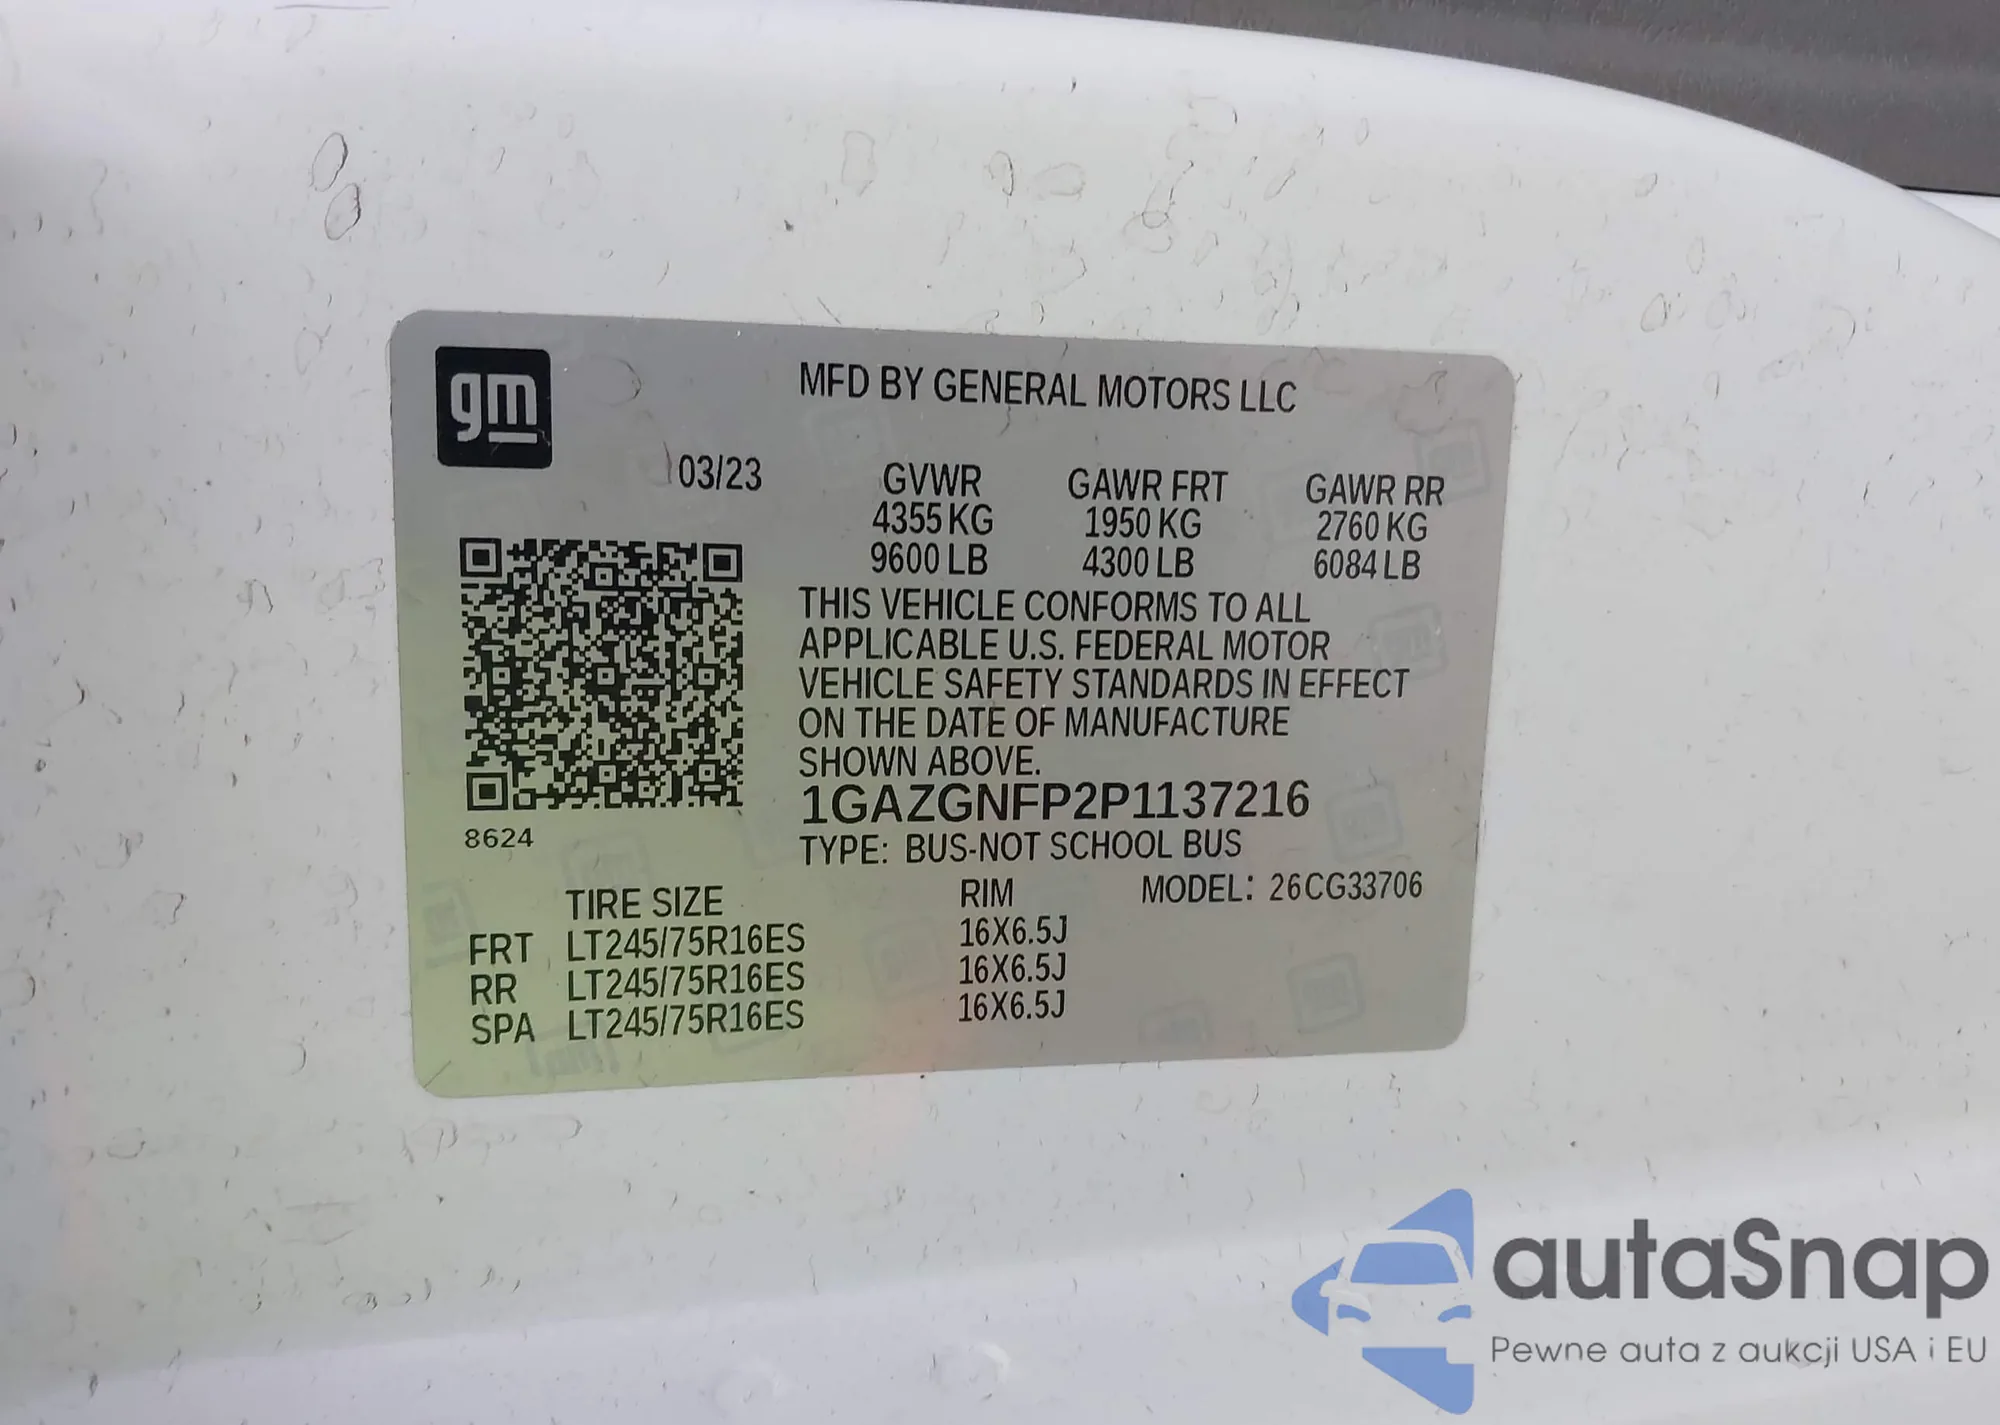 gm
MFD BY GENERAL MOTORS LLC
03/23
GVWR GAWR FRT GAWR RR
4355 KG 1950 KG 2760 KG
9600 LB 4300 LB 6084 LB
THIS VEHICLE CONFORMS TO ALL
APPLICABLE U.S. FEDERAL MOTOR
VEHICLE SAFETY STANDARDS IN EFFECT
ON THE DATE OF MANUFACTURE
SHOWN ABOVE.
1GAZGNFP2P1137216
8624
TYPE: BUS-NOT SCHOOL BUS
TIRE SIZE RIM MODEL: 26CG33706
FRT LT245/75R16ES 16X6.5J
RR LT245/75R16ES 16X6.5J
SPA LT245/75R16ES 16X6.5J
autaSnap
Pewne auta z aukcji USA i EU